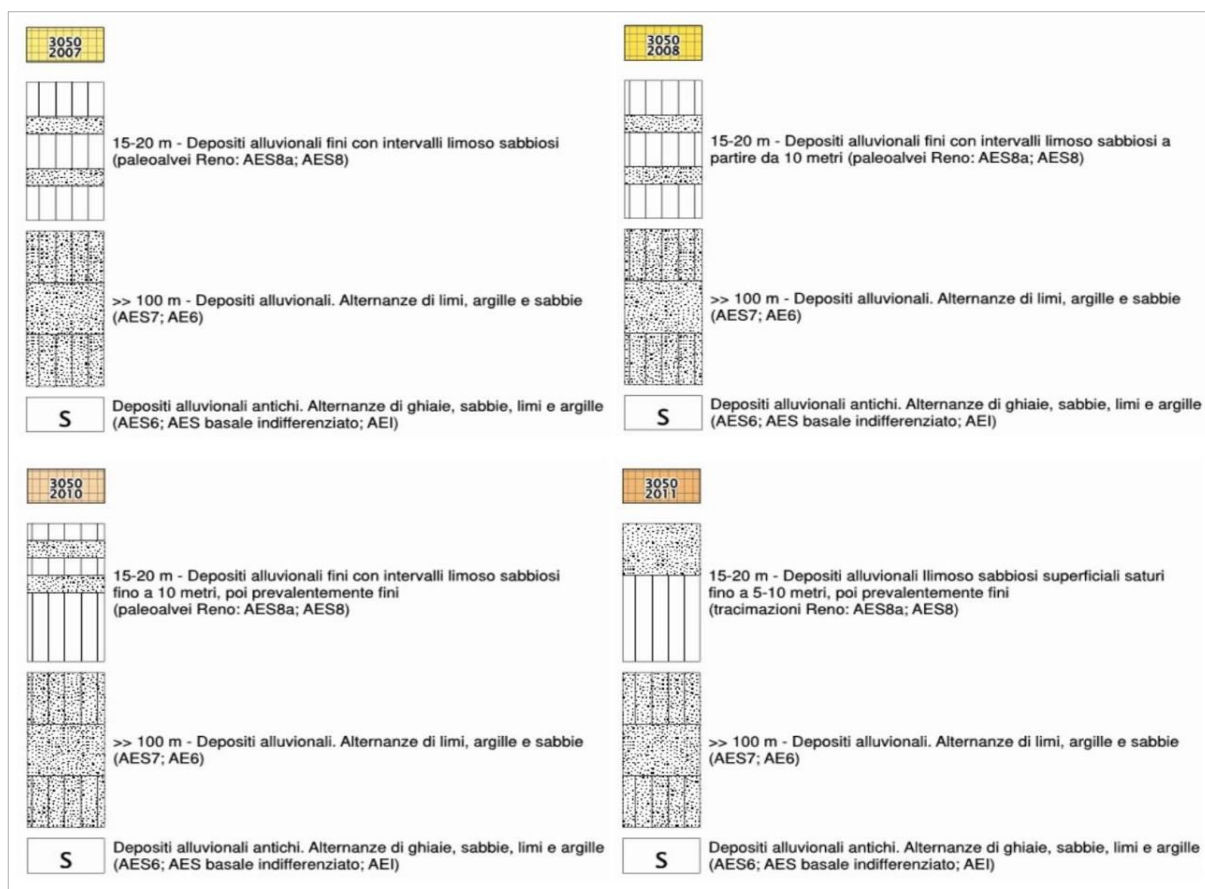 3050
2007
15-20 m - Depositi alluvionali fini con intervalli limoso sabbiosi
(paleoalvei Reno: AES8a; AES8)
>> 100 m - Depositi alluvionali. Alternanze di limi, argille e sabbie
(AES7; AE6)
S
Depositi alluvionali antichi. Alternanze di ghiaie, sabbie, limi e argille
(AES6; AES basale indifferenziato; AEI)
3050
2008
15-20 m - Depositi alluvionali fini con intervalli limoso sabbiosi a
partire da 10 metri (paleoalvei Reno: AES8a; AES8)
>> 100 m - Depositi alluvionali. Alternanze di limi, argille e sabbie
(AES7; AE6)
S
Depositi alluvionali antichi. Alternanze di ghiaie, sabbie, limi e argille
(AES6; AES basale indifferenziato; AEI)
3050
2010
15-20 m - Depositi alluvionali fini con intervalli limoso sabbiosi
fino a 10 metri, poi prevalentemente fini
(paleoalvei Reno: AES8a; AES8)
>> 100 m - Depositi alluvionali. Alternanze di limi, argille e sabbie
(AES7; AE6)
S
Depositi alluvionali antichi. Alternanze di ghiaie, sabbie, limi e argille
(AES6; AES basale indifferenziato; AEI)
3050
2011
15-20 m - Depositi alluvionali Ilimoso sabbiosi superficiali saturi
fino a 5-10 metri, poi prevalentemente fini
(tracimazioni Reno: AES8a; AES8)
>> 100 m - Depositi alluvionali. Alternanze di limi, argille e sabbie
(AES7; AE6)
S
Depositi alluvionali antichi. Alternanze di ghiaie, sabbie, limi e argille
(AES6; AES basale indifferenziato; AEI)